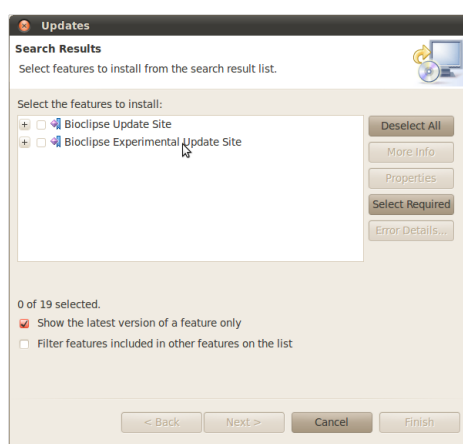 Updates
Search Results
Select features to install from the search result list.
Select the features to install:
Bioclipse Update Site
Bioclipse Experimental Update Site
Deselect All
More Info
Properties
Select Required
Error Details...
0 of 19 selected.
Show the latest version of a feature only
Filter features included in other features on the list
< Back Next > Cancel Finish